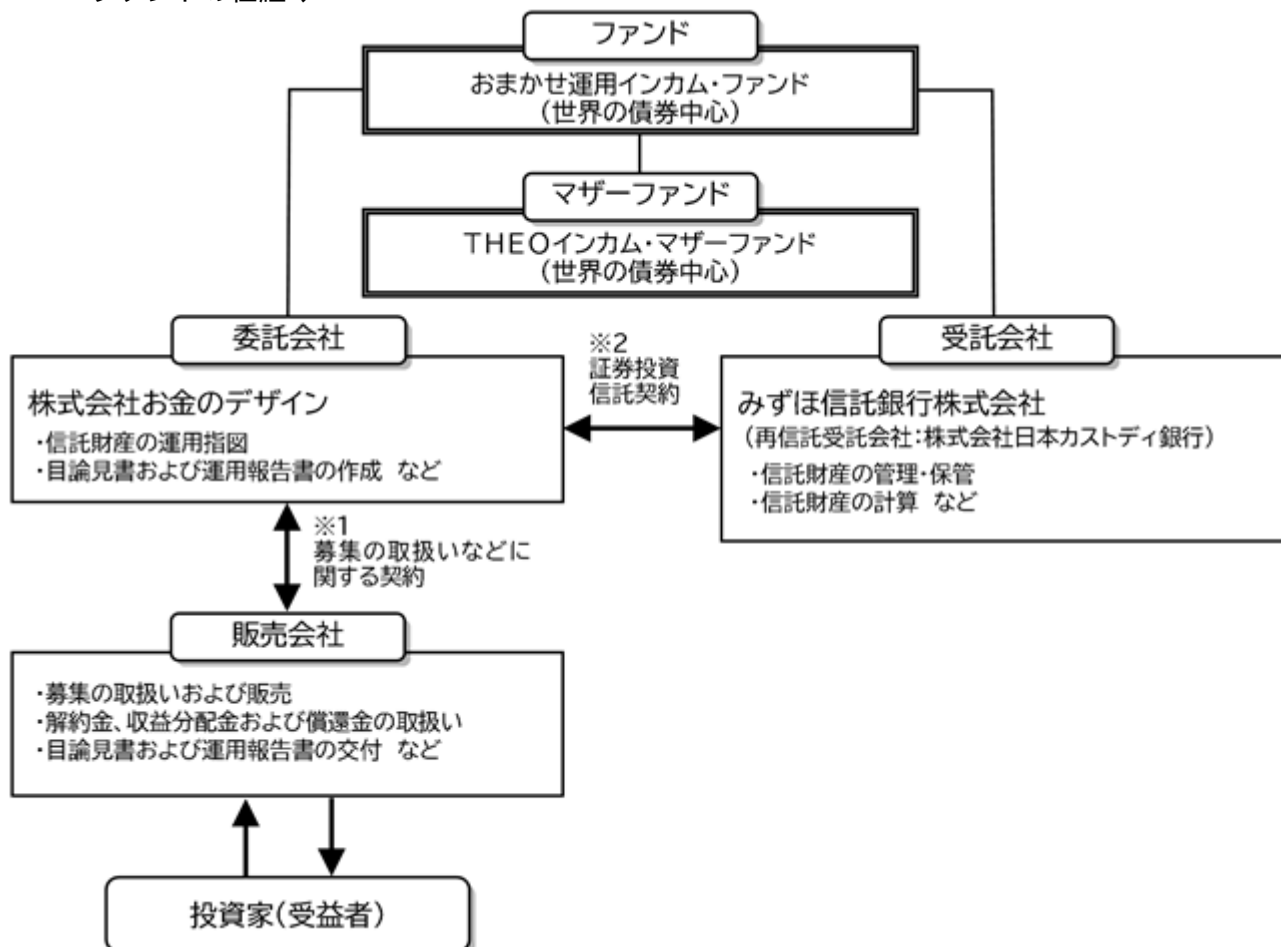 ファンド
おまかせ運用インカム・ファンド
(世界の債券中心)
マザーファンド
THEOインカム・マザーファンド
(世界の債券中心)
委託会社
株式会社お金のデザイン
・信託財産の運用指図
・目論見書および運用報告書の作成 など
※2
証券投資
信託契約
受託会社
みずほ信託銀行株式会社
(再信託受託会社:株式会社日本カストディ銀行)
・信託財産の管理・保管
・信託財産の計算 など
※1
募集の取扱いなどに
関する契約
販売会社
・募集の取扱いおよび販売
・解約金、収益分配金および償還金の取扱い
・目論見書および運用報告書の交付 など
投資家(受益者)